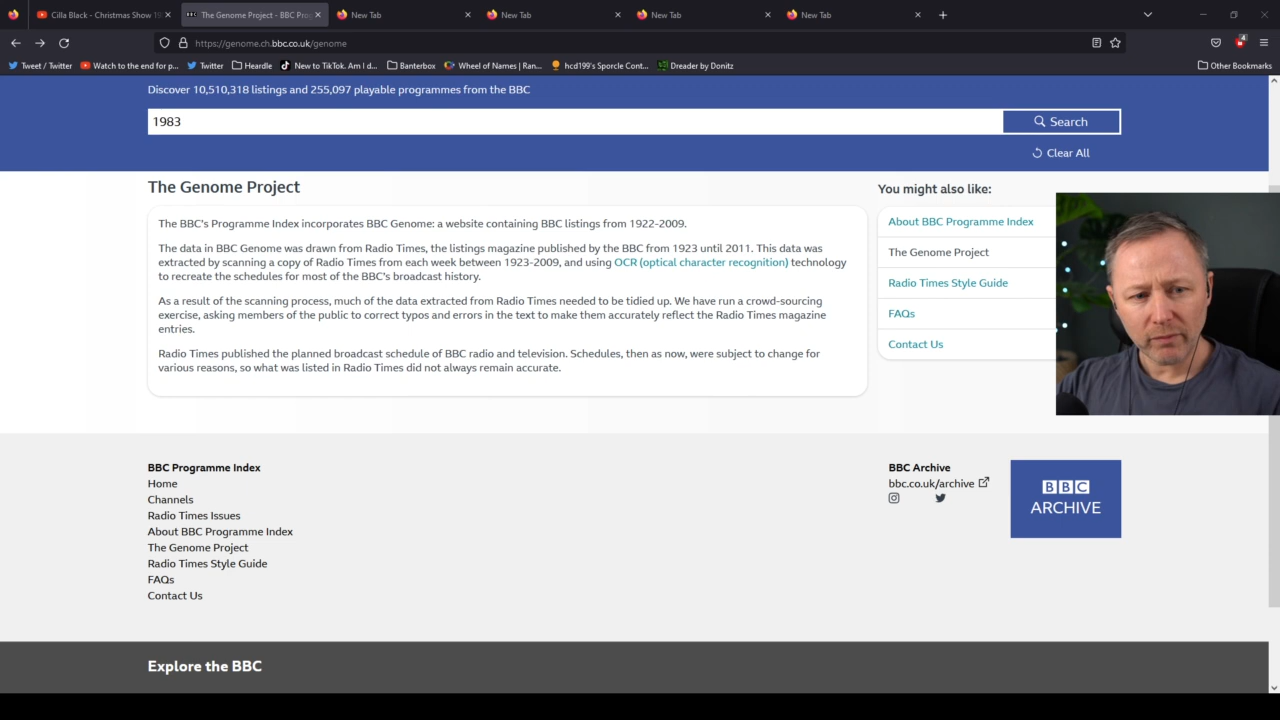 Cilla Black - Christmas Show 19
The Genome Project - BBC Pro
New Tab
New Tab
New Tab
New Tab
https://genome.ch.bbc.co.uk/genome
4
Tweet / Twitter
Watch to the end for p...
Twitter
Heardle
New to TikTok. Am I d...
Banterbox
Wheel of Names | Ran...
hcd199's Sporcle Cont...
Dreader by Donitz
Other Bookmarks
Discover 10,510,318 listings and 255,097 playable programmes from the BBC
1983
Search
Clear All
The Genome Project
The BBC's Programme Index incorporates BBC Genome: a website containing BBC listings from 1922-2009.
The data in BBC Genome was drawn from Radio Times, the listings magazine published by the BBC from 1923 until 2011. This data was
extracted by scanning a copy of Radio Times from each week between 1923-2009, and using OCR (optical character recognition) technology
to recreate the schedules for most of the BBC's broadcast history.
As a result of the scanning process, much of the data extracted from Radio Times needed to be tidied up. We have run a crowd-sourcing
exercise, asking members of the public to correct typos and errors in the text to make them accurately reflect the Radio Times magazine
entries.
Radio Times published the planned broadcast schedule of BBC radio and television. Schedules, then as now, were subject to change for
various reasons, so what was listed in Radio Times did not always remain accurate.
You might also like:
About BBC Programme Index
The Genome Project
Radio Times Style Guide
FAQs
Contact Us
BBC Programme Index
Home
Channels
Radio Times Issues
About BBC Programme Index
The Genome Project
Radio Times Style Guide
FAQs
Contact Us
BBC Archive
bbc.co.uk/archive
BBC
ARCHIVE
Explore the BBC